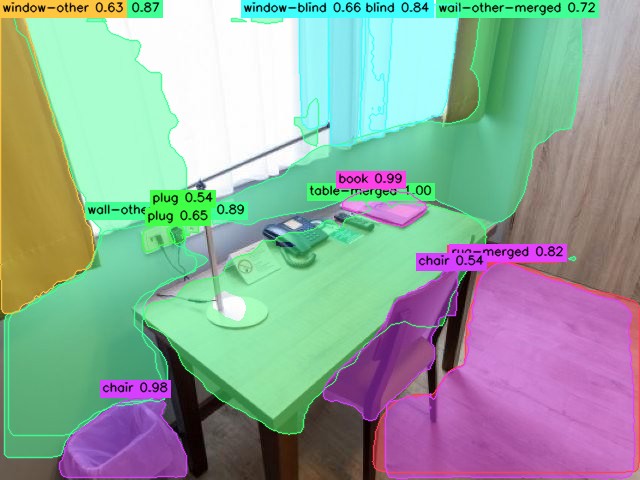 window-other 0.63
0.87
window-blind 0.66
blind 0.84
wall-other-merged 0.72
book 0.99
table-merged 1.00
plug 0.54
wall-othe
0.89
plug 0.65
rug-merged 0.82
chair 0.54
chair 0.98